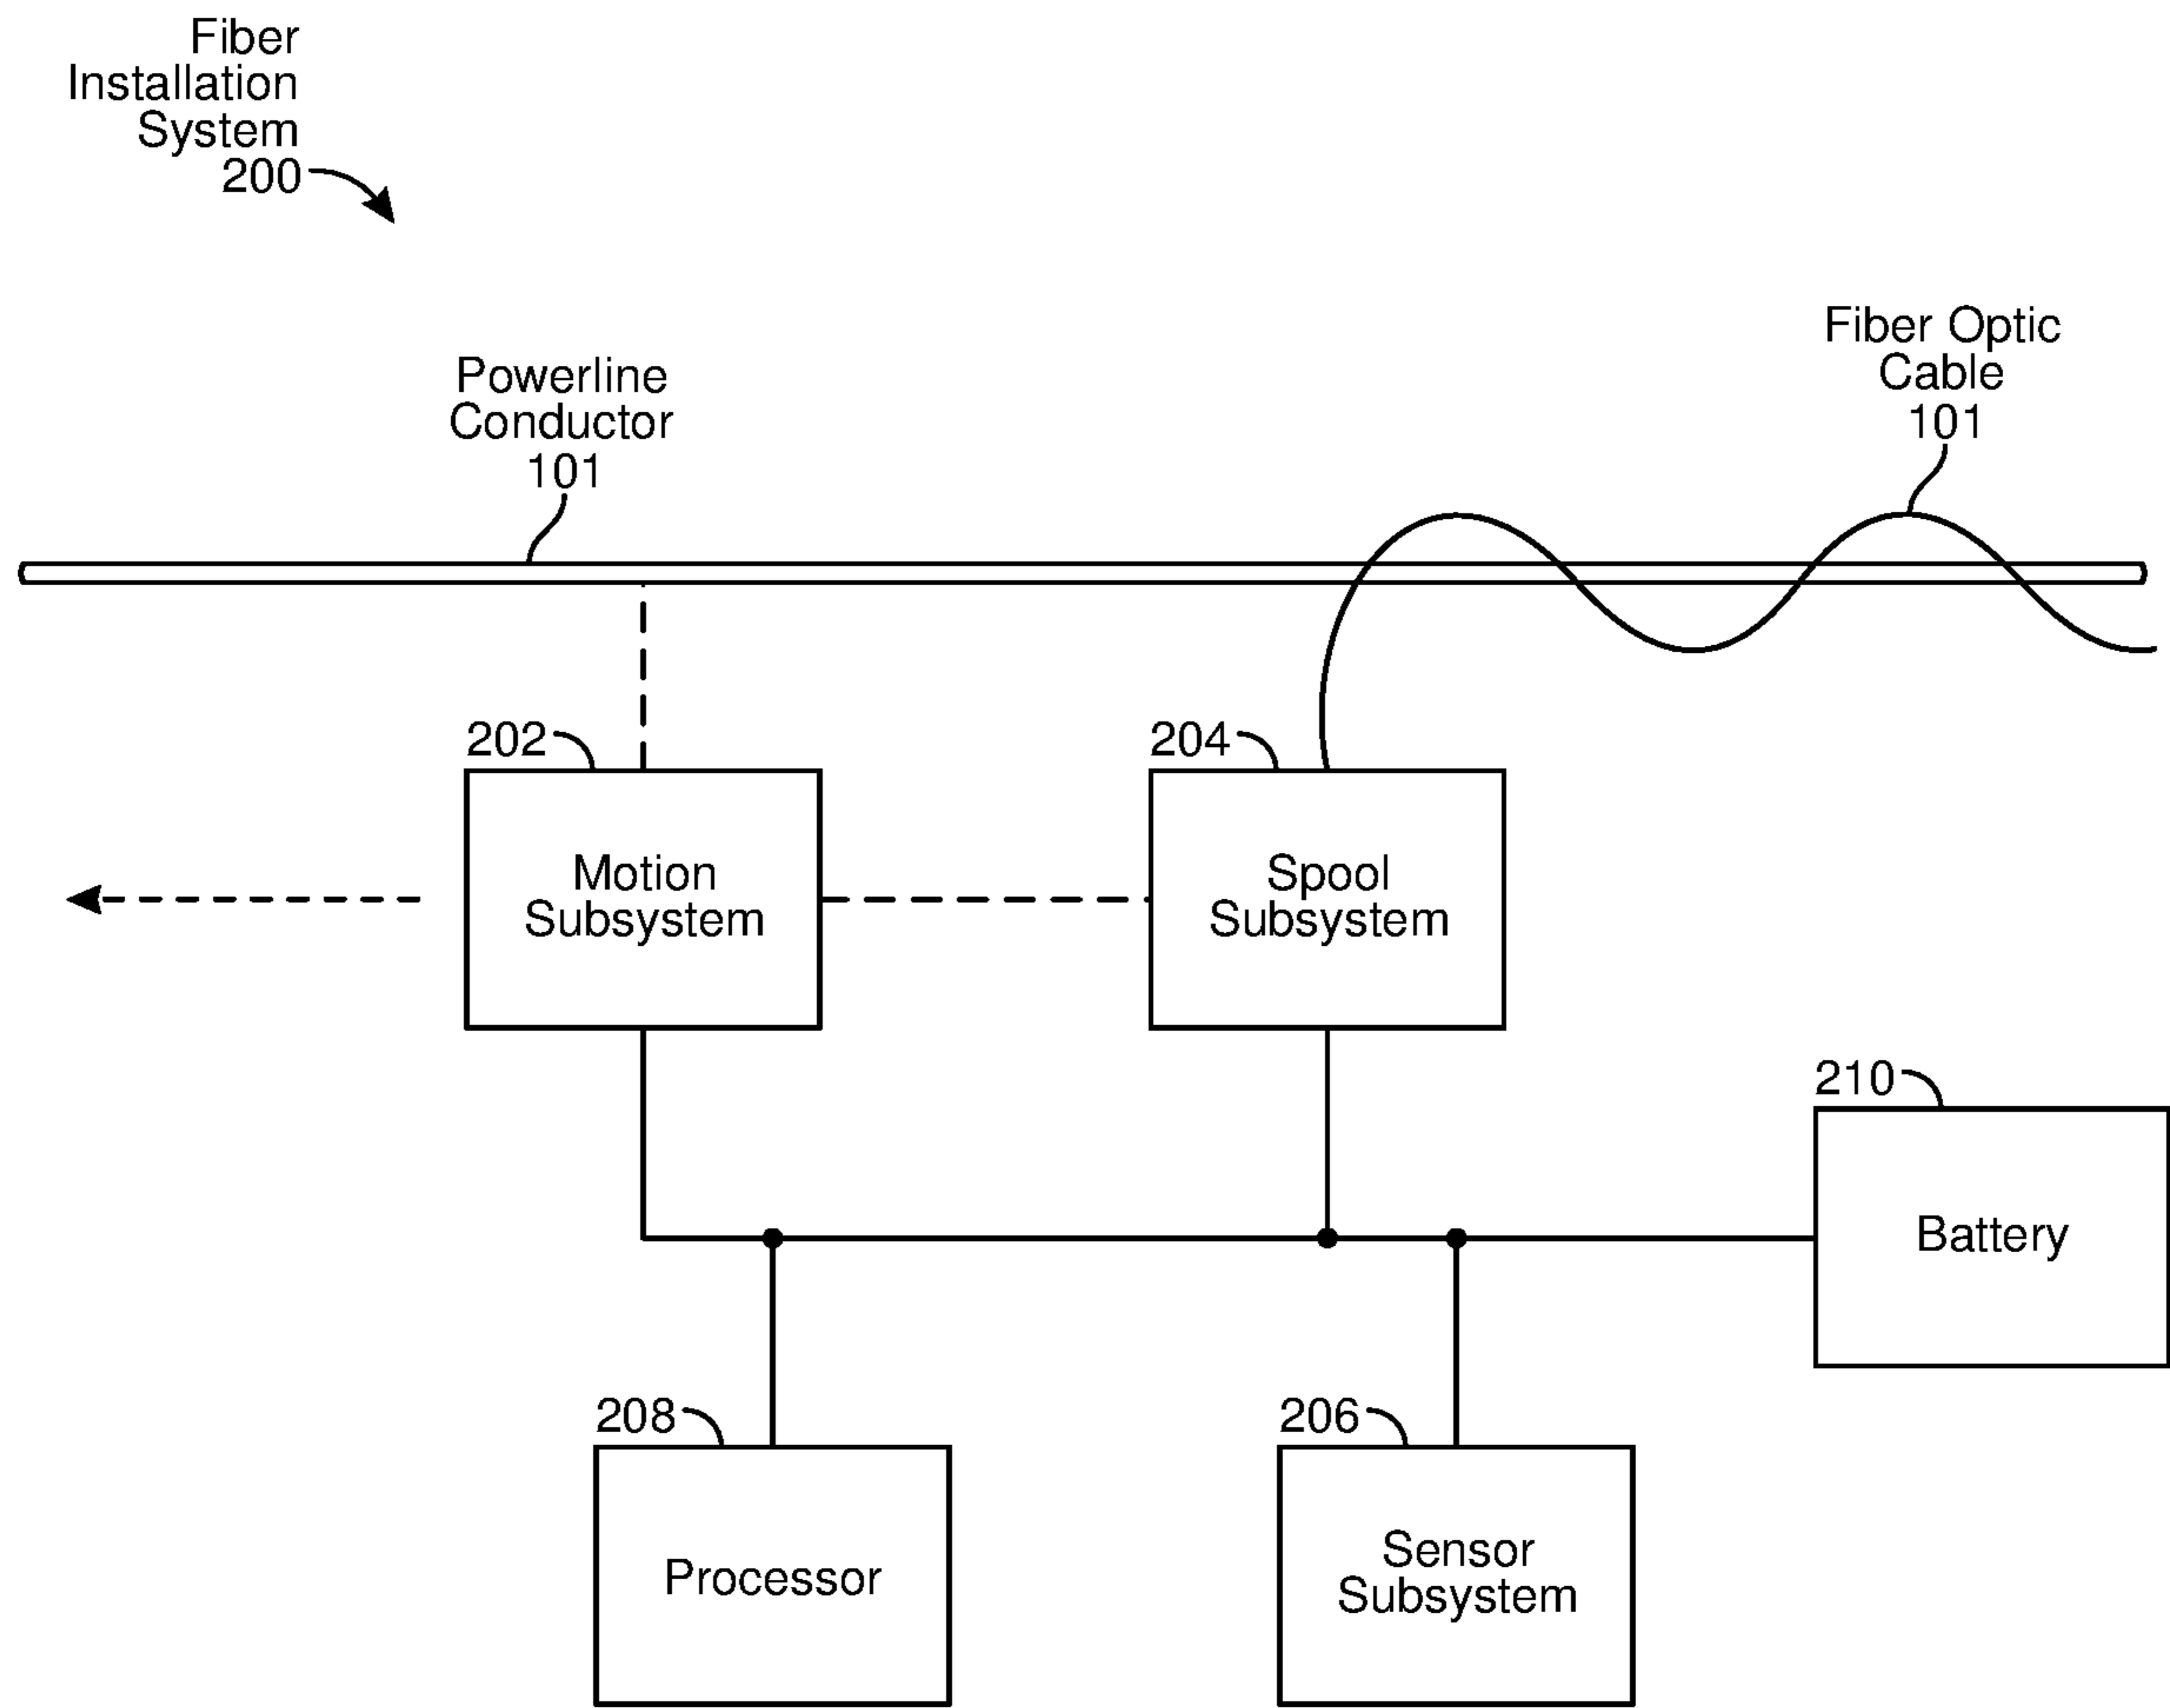 Fiber
Installation
System
200
Powerline
Conductor
101
Fiber Optic
Cable
101
202
Motion
Subsystem
204
Spool
Subsystem
210
Battery
208
Processor
206
Sensor
Subsystem